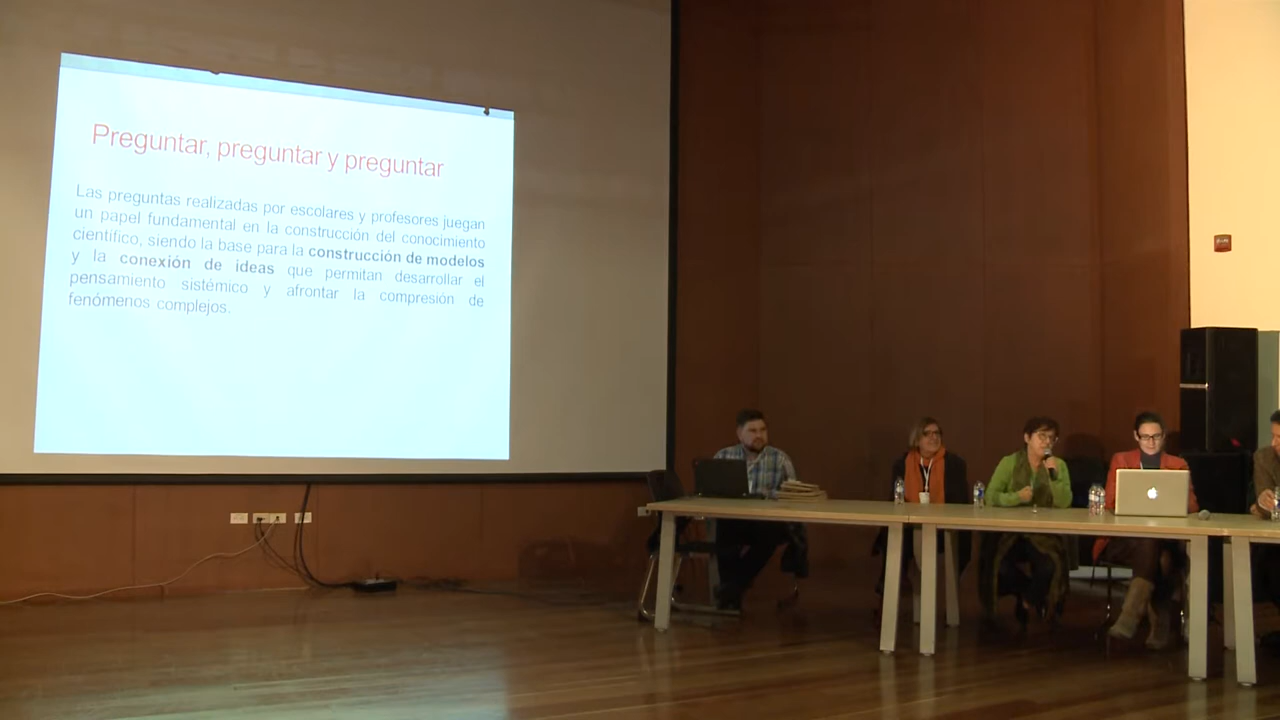 Preguntar, preguntar y preguntar
Las preguntas realizadas por escolares y profesores juegan
un papel fundamental en la construcción del conocimiento
científico, siendo la base para la construcción de modelos
y la conexión de ideas que permitan desarrollar el
pensamiento sistémico y afrontar la compresión de
fenómenos complejos.